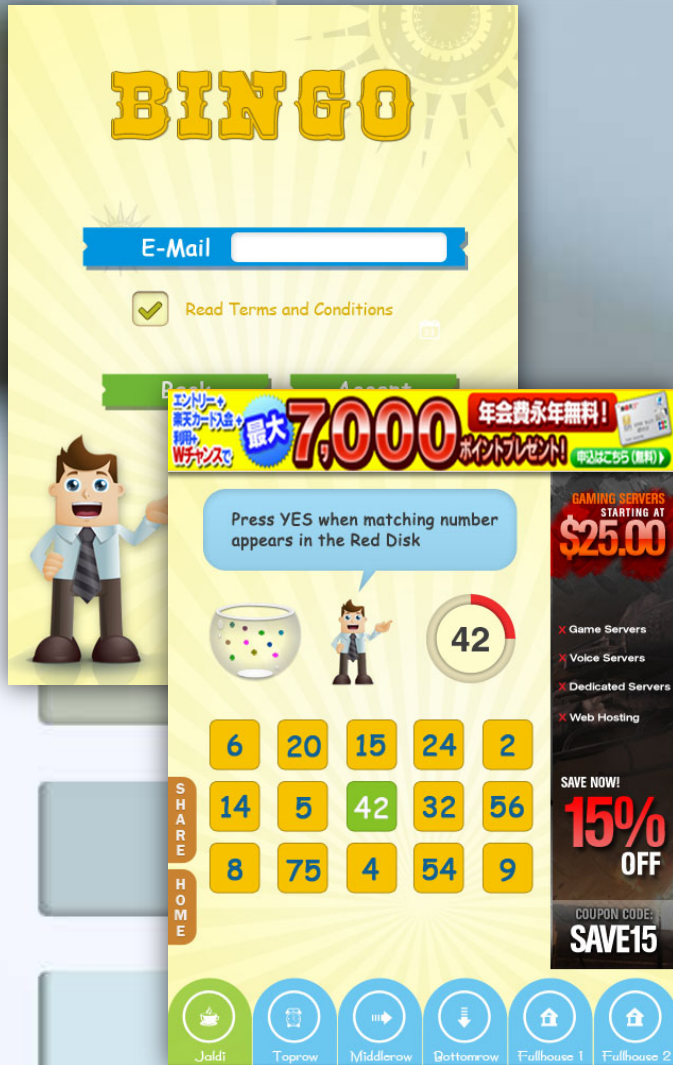 BINGO
E-Mail
Read Terms and Conditions
Back
Accept
エントリー+
楽天カード入会+
利用+
Wチャンスで
最大
7,000
ポイントプレゼント!
年会費永年無料!
申込はこちら(無料)
Press YES when matching number
appears in the Red Disk
42
6 20 15 24 2
14 5 42 32 56
8 75 4 54 9
SHARE
HOME
GAMING SERVERS
STARTING AT
$25.00
X Game Servers
X Voice Servers
X Dedicated Servers
X Web Hosting
SAVE NOW!
15%
OFF
COUPON CODE:
SAVE15
Jaldi
Toprow
Middlerow
Bottomrow
Fullhouse 1
Fullhouse 2